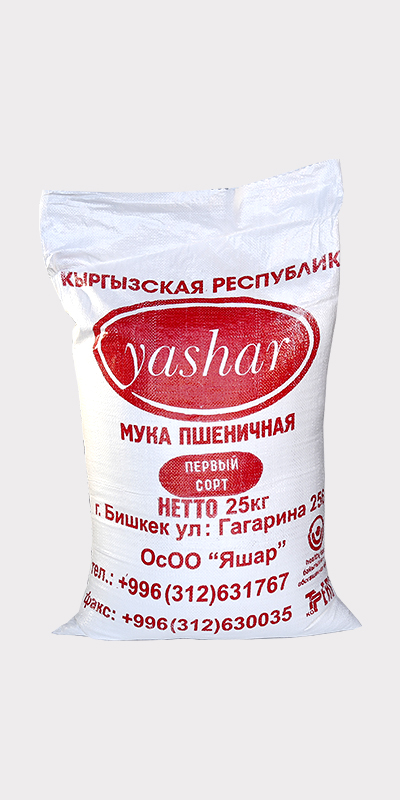 КЫРГЫЗСКАЯ РЕСПУБЛИК
yashar
МУКА ПШЕНИЧНАЯ
ПЕРВЫЙ
СОРТ
НЕТТО 25кг
г. Бишкек ул: Гагарина
ОсОО “Яшар”
тел.: +996(312)631767
факс: +996(312)630035